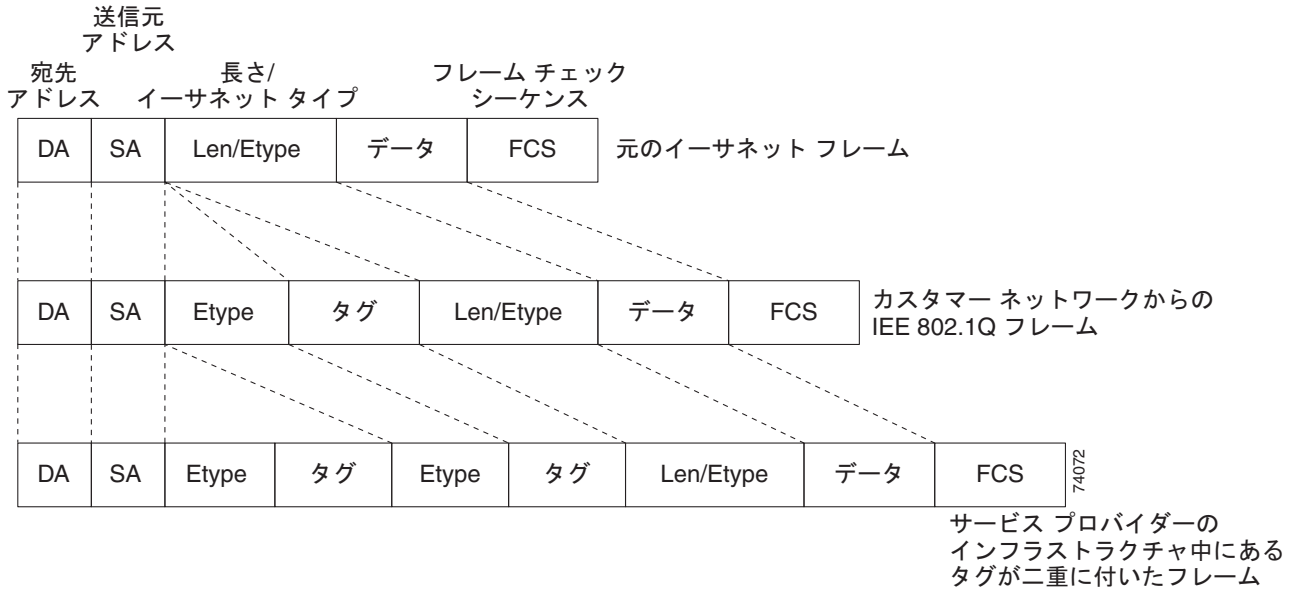 送信元
アドレス
宛先
アドレス
長さ/
イーサネット タイプ
フレーム チェック
シーケンス
DA SA Len/Etype データ FCS 元のイーサネット フレーム
DA SA Etype タグ Len/Etype データ FCS
カスタマー ネットワークからの
IEE 802.1Q フレーム
DA SA Etype タグ Etype タグ Len/Etype データ FCS
74072
サービス プロバイダーの
インフラストラクチャ中にある
タグが二重に付いたフレーム